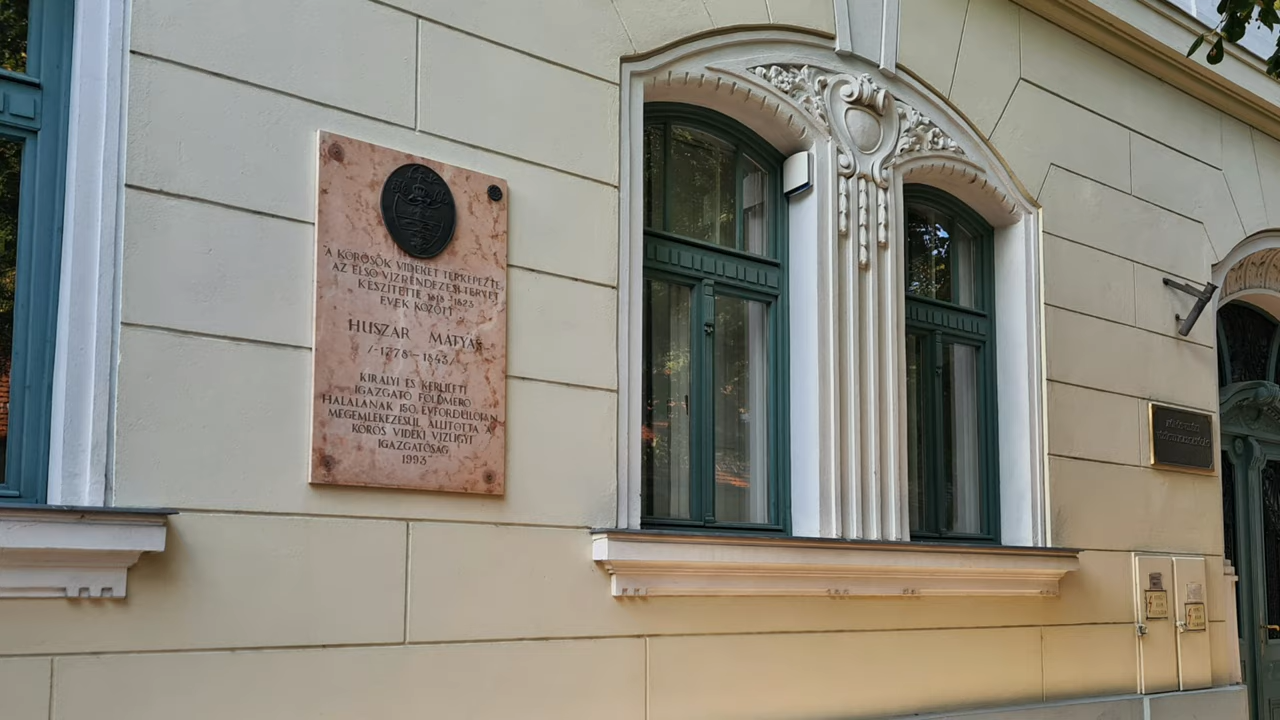 "A KÖRÖSÖK VIDÉKÉT TÉRKÉPEZTE,
AZ ELSŐ VÍZRENDEZÉSI TERVET
KÉSZÍTETTE 1818-1823
ÉVEK KÖZÖTT
HUSZÁR MÁTYÁS
/-1778-1843/
KIRÁLYI ÉS KERÜLETI
IGAZGATÓ FÖLDMÉRŐ
HALÁLÁNAK 150. ÉVFORDULÓJÁN
MEGEMLÉKEZÉSÜL ÁLLÍTOTTA A
KÖRÖS VIDÉKI VÍZÜGYI
IGAZGATÓSÁG
1993"